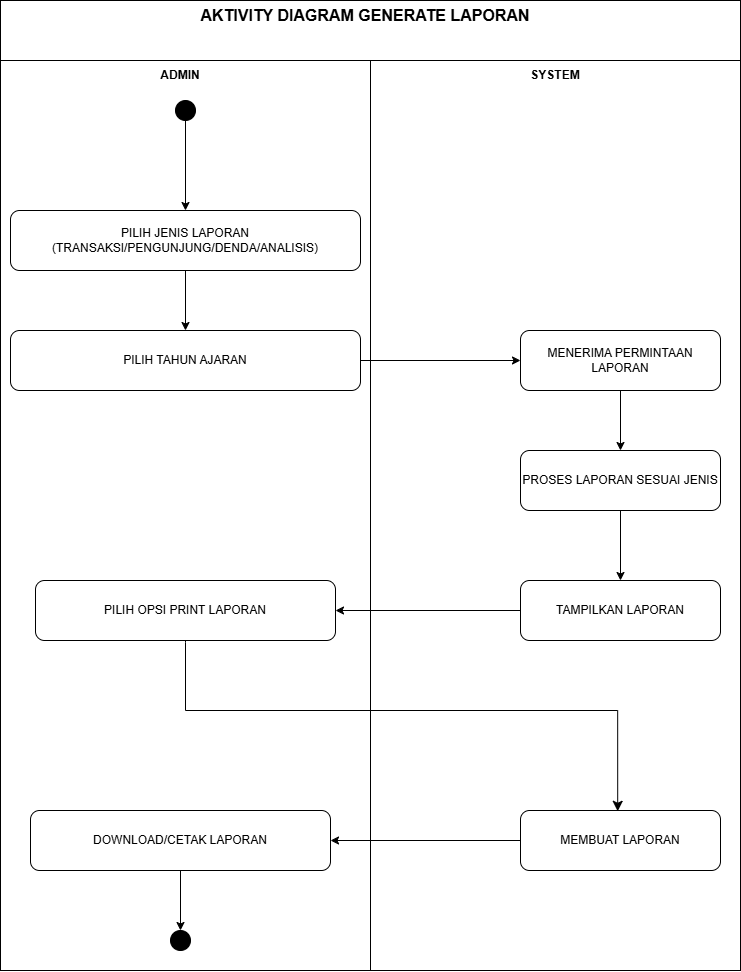 AKTIVITY DIAGRAM GENERATE LAPORAN
ADMIN
SYSTEM
PILIH JENIS LAPORAN
(TRANSAKSI/PENGUNJUNG/DENDA/ANALISIS)
PILIH TAHUN AJARAN
MENERIMA PERMINTAAN
LAPORAN
PROSES LAPORAN SESUAI JENIS
PILIH OPSI PRINT LAPORAN
TAMPILKAN LAPORAN
DOWNLOAD/CETAK LAPORAN
MEMBUAT LAPORAN